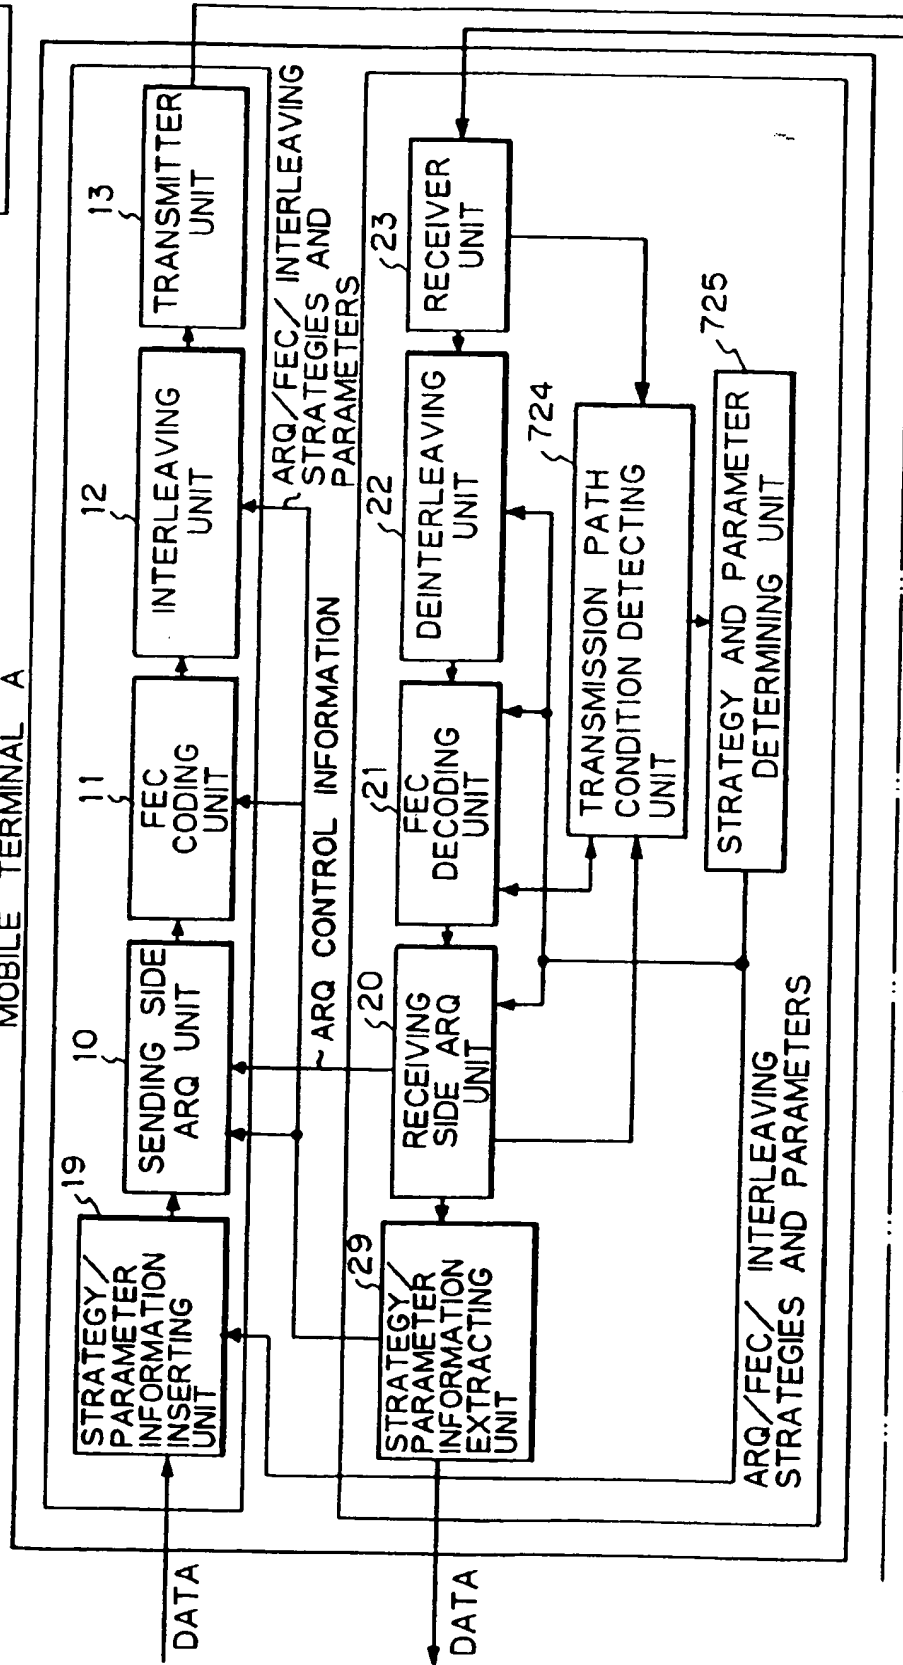 MOBILE TERMINAL A
DATA
19
STRATEGY/
PARAMETER
INFORMATION
INSERTING
UNIT
10
SENDING SIDE
ARQ UNIT
11
FEC
CODING
UNIT
12
INTERLEAVING
UNIT
13
TRANSMITTER
UNIT
ARQ/FEC/ INTERLEAVING
STRATEGIES AND
PARAMETERS
ARQ CONTROL INFORMATION
DATA
29
STRATEGY/
PARAMETER
INFORMATION
EXTRACTING
UNIT
20
RECEIVING
SIDE ARQ
UNIT
21
FEC
DECODING
UNIT
22
DEINTERLEAVING
UNIT
23
RECEIVER
UNIT
724
TRANSMISSION PATH
CONDITION DETECTING
UNIT
725
STRATEGY AND PARAMETER
DETERMINING UNIT
ARQ/FEC/ INTERLEAVING
STRATEGIES AND PARAMETERS